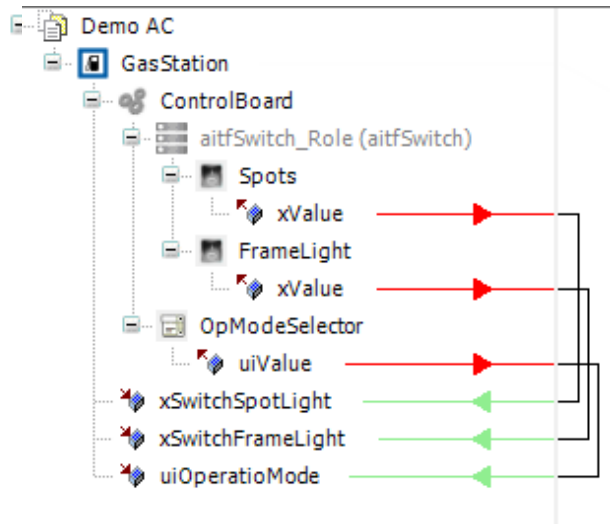 Demo AC
GasStation
ControlBoard
aitfSwitch_Role (aitfSwitch)
Spots
xValue
FrameLight
xValue
OpModeSelector
uiValue
xSwitchSpotLight
xSwitchFrameLight
uiOperatioMode